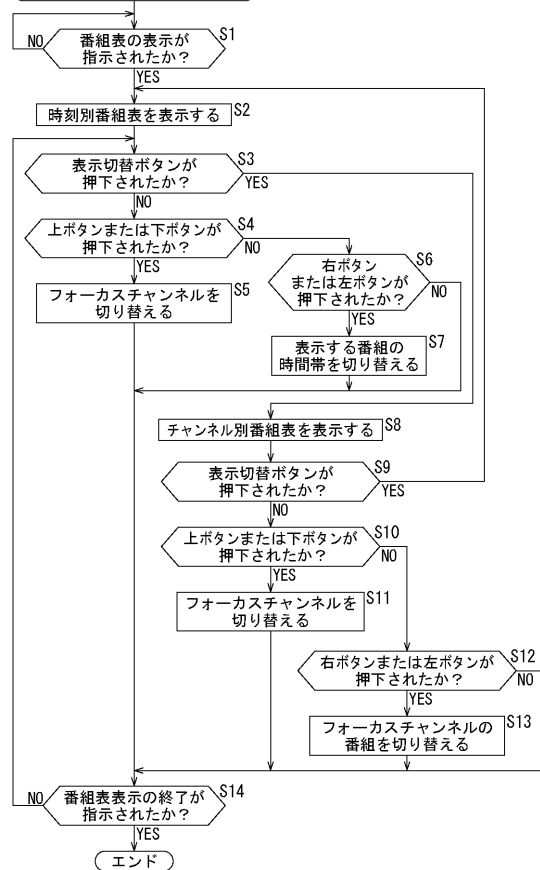 番組表の表示が
指示されたか？
S1
NO
YES
時刻別番組表を表示する
S2
表示切替ボタンが
押下されたか？
S3
YES
NO
上ボタンまたは下ボタンが
押下されたか？
S4
NO
YES
フォーカスチャンネルを
切り替える
S5
右ボタン
または左ボタンが
押下されたか？
S6
NO
YES
表示する番組の
時間帯を切り替える
S7
チャンネル別番組表を表示する
S8
表示切替ボタンが
押下されたか？
S9
YES
NO
上ボタンまたは下ボタンが
押下されたか？
S10
NO
YES
フォーカスチャンネルを
切り替える
S11
右ボタンまたは左ボタンが
押下されたか？
S12
NO
YES
フォーカスチャンネルの
番組を切り替える
S13
番組表表示の終了が
指示されたか？
S14
NO
YES
エンド